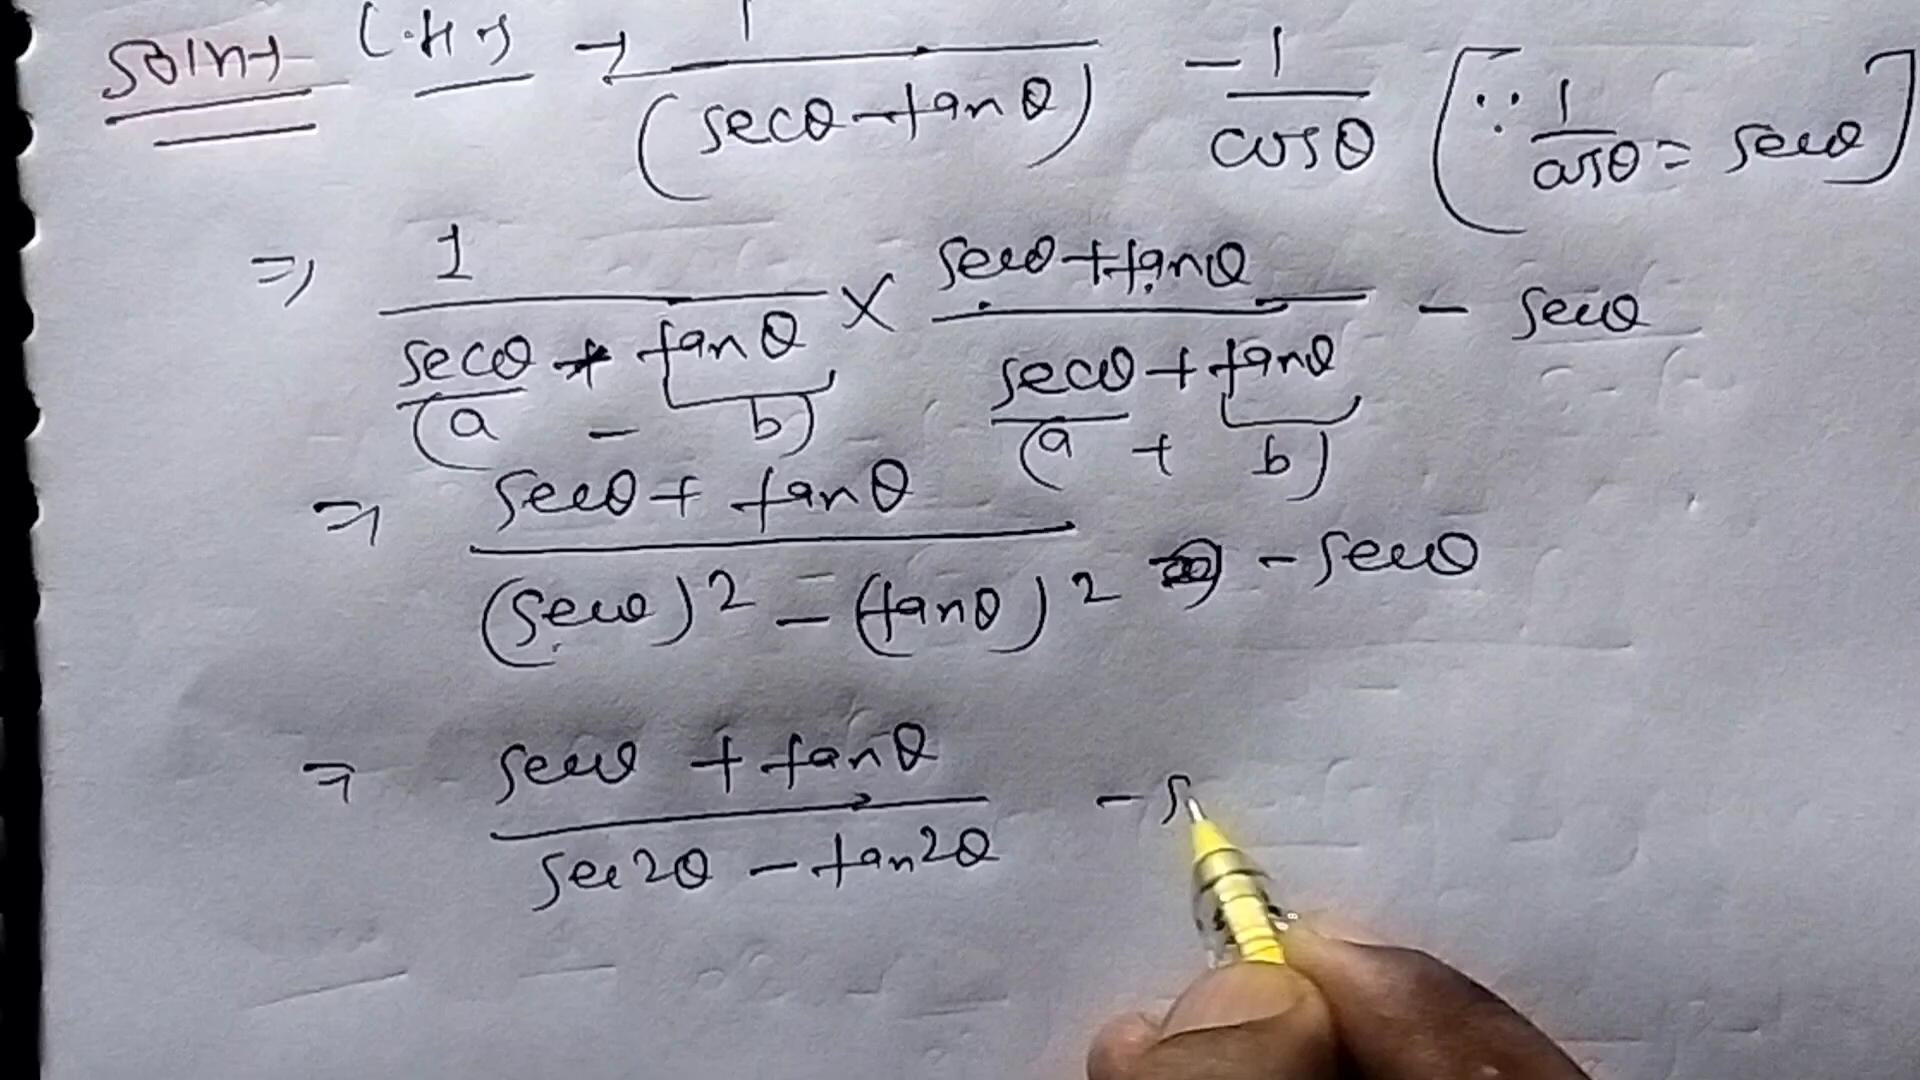 Soln→ L.H.S → 1/(secθ - tanθ) - 1/cosθ [∵ 1/cosθ = secθ]
⇒ 1/(secθ - tanθ) × (secθ + tanθ)/(secθ + tanθ) - secθ
(a - b) (a + b)
⇒ (secθ + tanθ)/((secθ)² - (tanθ)²) - secθ
⇒ (secθ + tanθ)/(sec2θ - tan2θ) - s